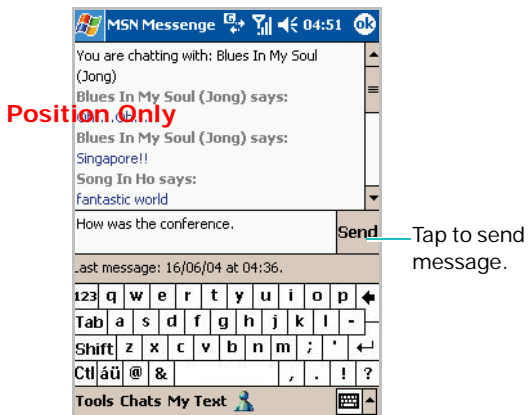 MSN Messenge 04:51 ok
You are chatting with: Blues In My Soul
(Jong)
Blues In My Soul (Jong) says:
Position Only
Blues In My Soul (Jong) says:
Singapore!!
Song In Ho says:
fantastic world
How was the conference.
Send
Tap to send
message.
Last message: 16/06/04 at 04:36.
123 q w e r t y u i o p
Tab a s d f g h j k l -
Shift z x c v b n m ; '
Ctl áü @ & , . ! ?
Tools Chats My Text